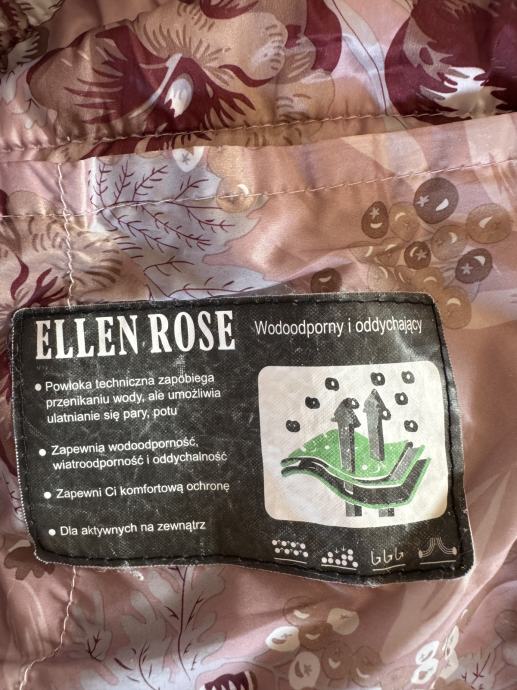 ELLEN ROSE
Wodoodporny i oddychający
• Powłoka techniczna zapobiega
przenikaniu wody, ale umożliwia
ulatnianie się pary, potu
• Zapewnia wodoodporność,
wiatroodporność i oddychalność
• Zapewni Ci komfortową ochronę
• Dla aktywnych na zewnątrz